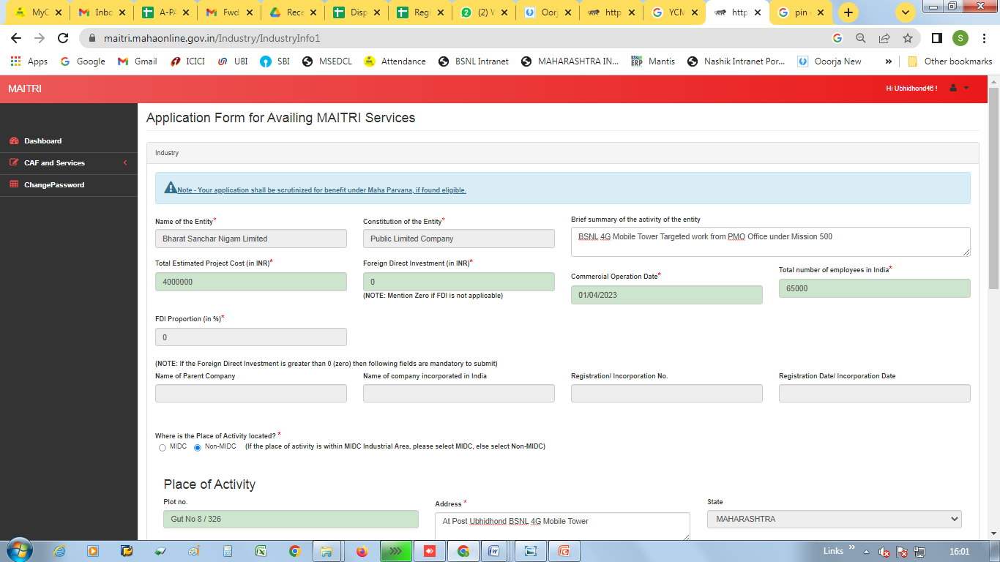 MyC
Inbc
A-PA
Fwd
Rece
Disp
Regi
(2) W
Oorj
http
YCM
http
pin
maitri.mahaonline.gov.in/Industry/IndustryInfo1
S
Apps
Google
Gmail
ICICI
UBI
SBI
MSEDCL
Attendance
BSNL Intranet
MAHARASHTRA IN...
Mantis
Nashik Intranet Por...
Ooorja New
»
Other bookmarks
MAITRI
Hi Ubhidhond46 !
Dashboard
CAF and Services
ChangePassword
Application Form for Availing MAITRI Services
Industry
Note - Your application shall be scrutinized for benefit under Maha Parvana, if found eligible.
Name of the Entity*
Constitution of the Entity*
Brief summary of the activity of the entity
Bharat Sanchar Nigam Limited
Public Limited Company
BSNL 4G Mobile Tower Targeted work from PMO Office under Mission 500
Total Estimated Project Cost (in INR)*
Foreign Direct Investment (in INR)*
Commercial Operation Date*
Total number of employees in India*
4000000
0
01/04/2023
65000
(NOTE: Mention Zero if FDI is not applicable)
FDI Proportion (in %)*
0
(NOTE: If the Foreign Direct Investment is greater than 0 (zero) then following fields are mandatory to submit)
Name of Parent Company
Name of company incorporated in India
Registration/ Incorporation No.
Registration Date/ Incorporation Date
Where is the Place of Activity located? *
MIDC
Non-MIDC
(If the place of activity is within MIDC Industrial Area, please select MIDC, else select Non-MIDC)
Place of Activity
Plot no.
Address *
State
Gut No 8 / 326
At Post Ubhidhond BSNL 4G Mobile Tower
MAHARASHTRA
Links
»
16:01